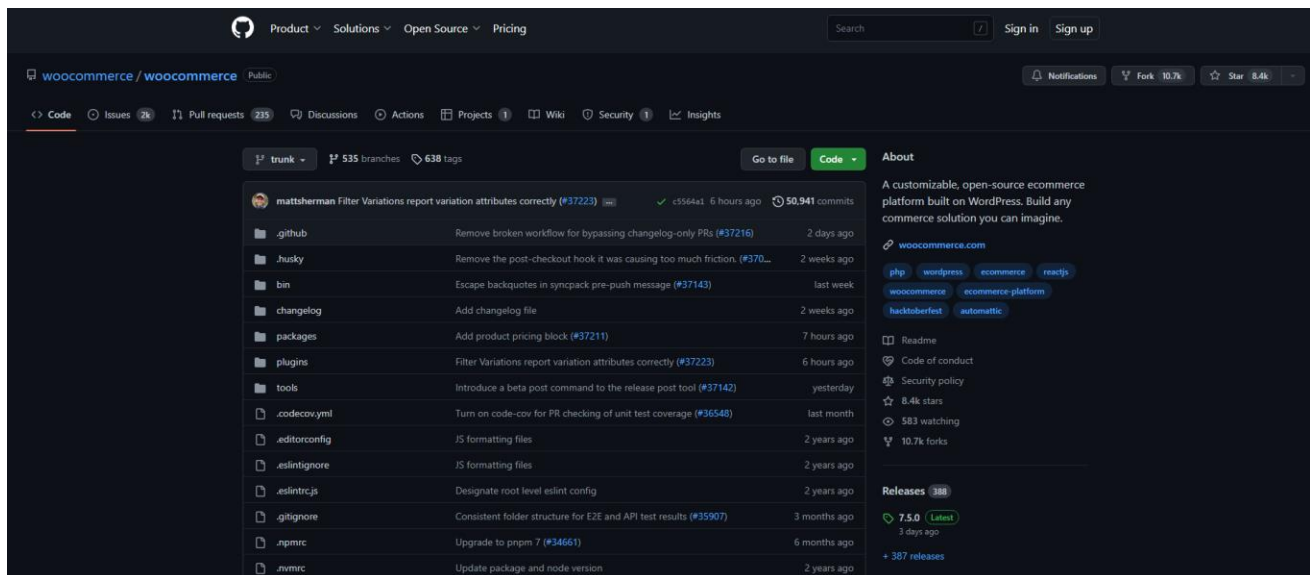 Product Solutions Open Source Pricing Search / Sign in Sign up
woocommerce / woocommerce Public Notifications Fork 10.7k Star 8.4k
Code Issues 2k Pull requests 235 Discussions Actions Projects 1 Wiki Security 1 Insights
trunk 535 branches 638 tags Go to file Code
mattsherman Filter Variations report variation attributes correctly (#37223) ... c5564a1 6 hours ago 50,941 commits
.github Remove broken workflow for bypassing changelog-only PRs (#37216) 2 days ago
.husky Remove the post-checkout hook it was causing too much friction. (#370... 2 weeks ago
bin Escape backquotes in syncpack pre-push message (#37143) last week
changelog Add changelog file 2 weeks ago
packages Add product pricing block (#37211) 7 hours ago
plugins Filter Variations report variation attributes correctly (#37223) 6 hours ago
tools Introduce a beta post command to the release post tool (#37142) yesterday
.codecov.yml Turn on code-cov for PR checking of unit test coverage (#36548) last month
.editorconfig JS formatting files 2 years ago
.eslintignore JS formatting files 2 years ago
.eslintrc.js Designate root level eslint config 2 years ago
.gitignore Consistent folder structure for E2E and API test results (#35907) 3 months ago
.npmrc Upgrade to pnpm 7 (#34661) 6 months ago
.nvmrc Update package and node version 2 years ago
About
A customizable, open-source ecommerce
platform built on WordPress. Build any
commerce solution you can imagine.
woocommerce.com
php wordpress ecommerce reactjs
woocommerce ecommerce-platform
hacktoberfest automattic
Readme
Code of conduct
Security policy
8.4k stars
583 watching
10.7k forks
Releases 388
7.5.0 Latest
3 days ago
+ 387 releases